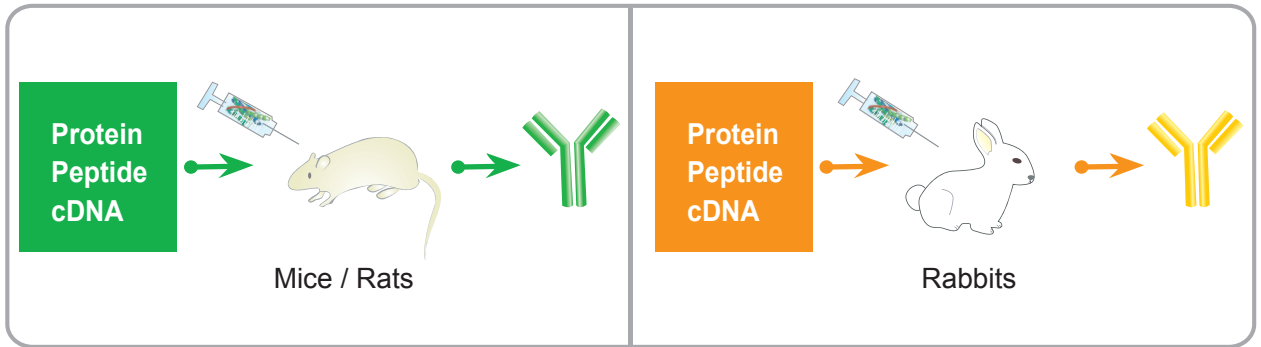 Protein
Peptide
cDNA
Mice / Rats
Protein
Peptide
cDNA
Rabbits